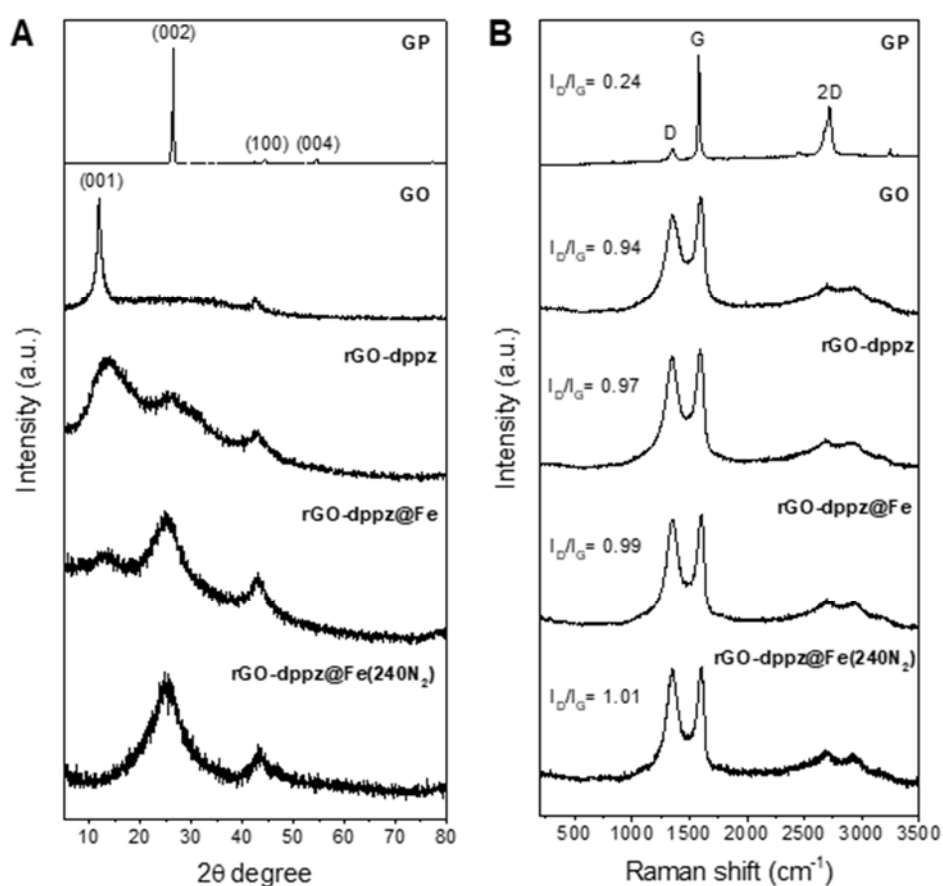 A
(002)
GP
(100) (004)
(001)
GO
rGO-dppz
rGO-dppz@Fe
rGO-dppz@Fe(240N₂)
Intensity (a.u.)
10 20 30 40 50 60 70 80
2θ degree
B
G
GP
I_D/I_G= 0.24
2D
D
GO
I_D/I_G= 0.94
rGO-dppz
I_D/I_G= 0.97
rGO-dppz@Fe
I_D/I_G= 0.99
rGO-dppz@Fe(240N₂)
I_D/I_G= 1.01
Intensity (a.u.)
500 1000 1500 2000 2500 3000 3500
Raman shift (cm⁻¹)